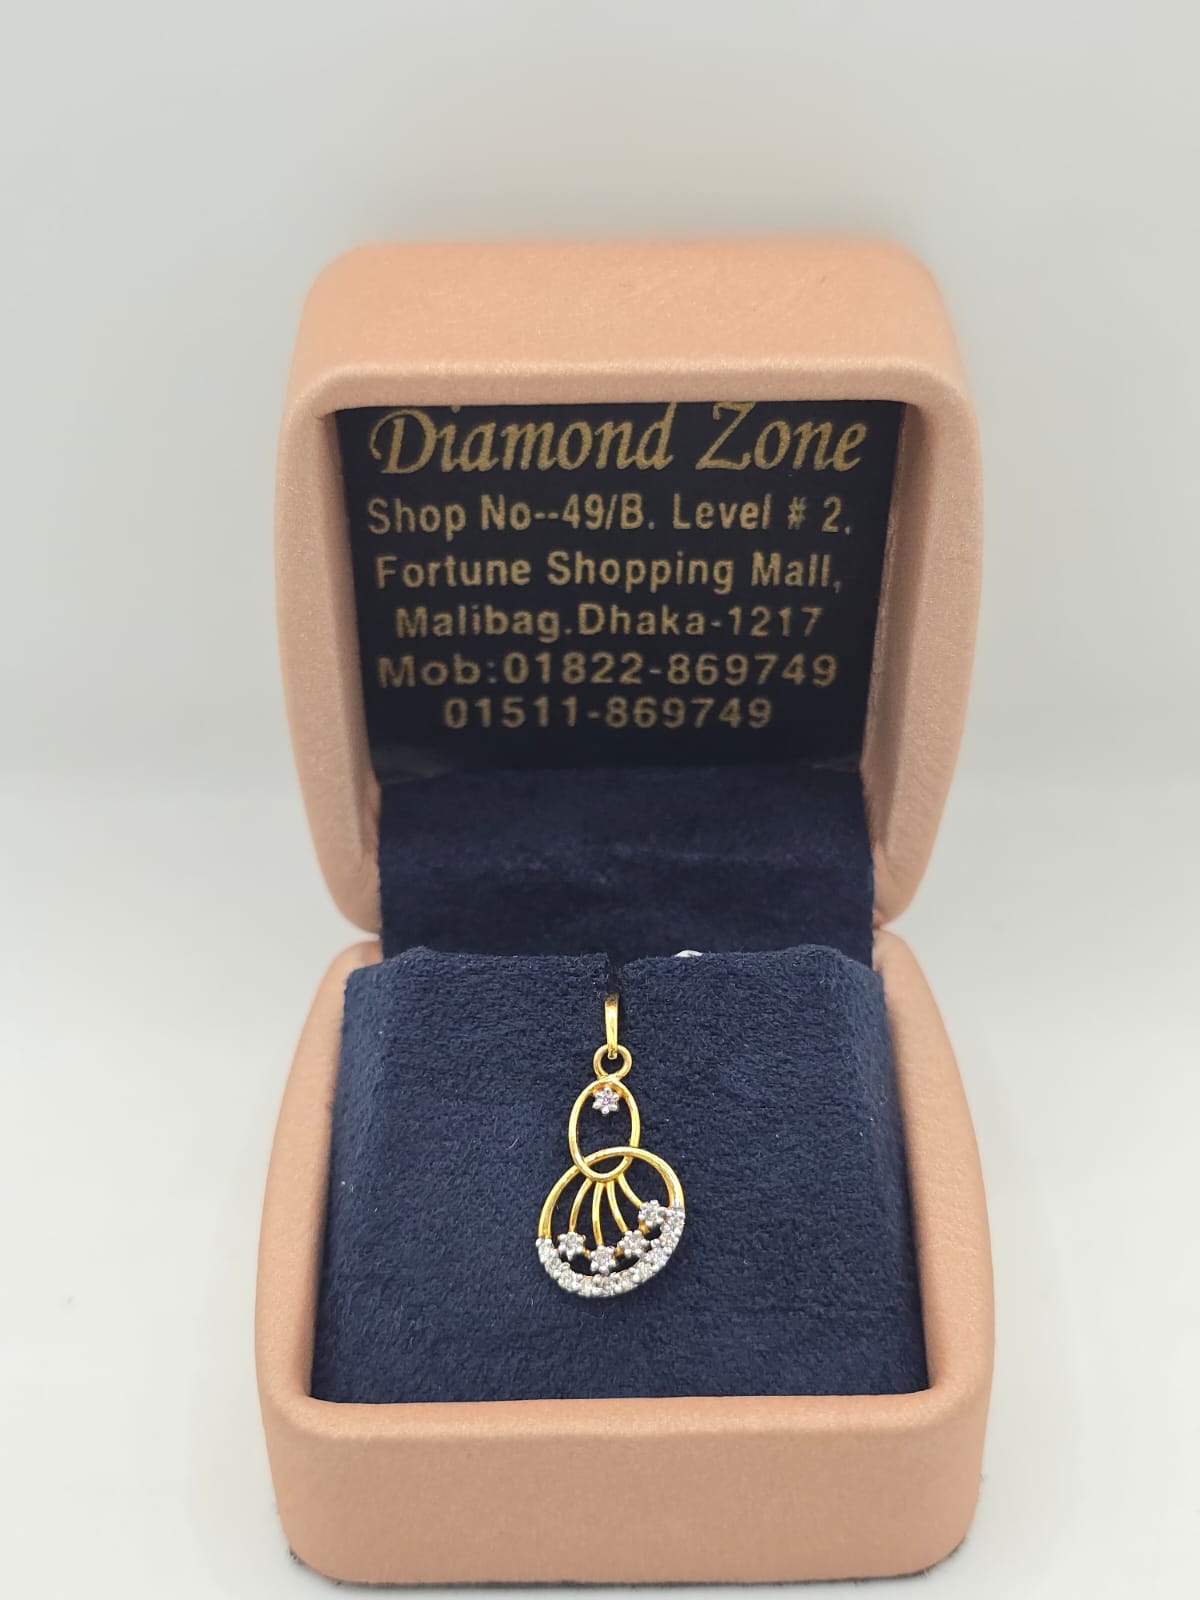 Diamond Zone
Shop No--49/B. Level # 2.
Fortune Shopping Mall,
Malibag.Dhaka-1217
Mob:01822-869749
01511-869749